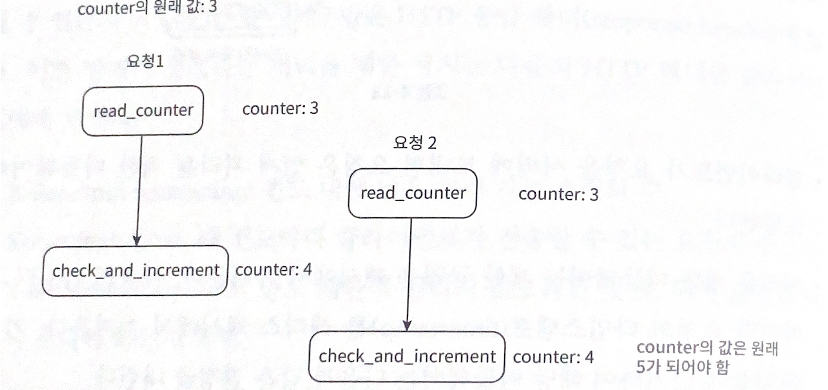 counter의 원래 값: 3
요청1
read_counter
counter: 3
요청 2
read_counter
counter: 3
check_and_increment
counter: 4
check_and_increment
counter: 4
counter의 값은 원래
5가 되어야 함